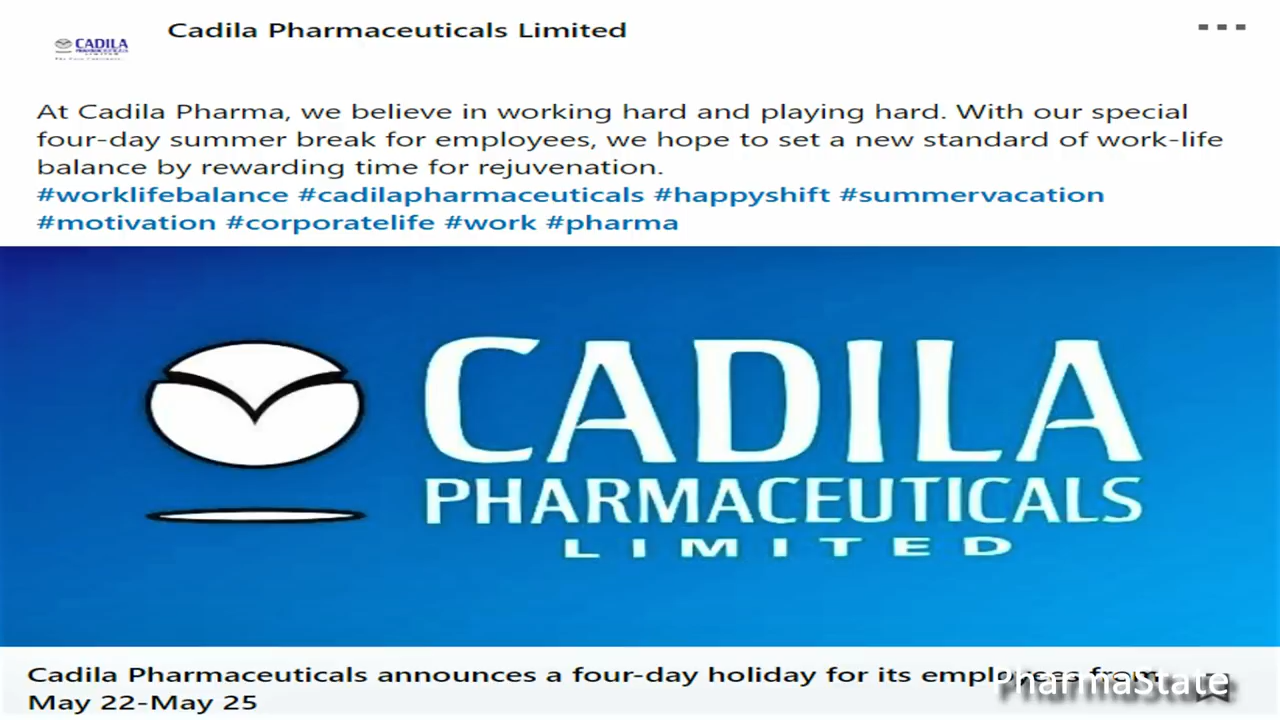 Cadila Pharmaceuticals Limited
CADILA
At Cadila Pharma, we believe in working hard and playing hard. With our special
four-day summer break for employees, we hope to set a new standard of work-life
balance by rewarding time for rejuvenation.
#worklifebalance #cadilapharmaceuticals #happyshift #summervacation
#motivation #corporatelife #work #pharma
CADILA
PHARMACEUTICALS
LIMITED
Cadila Pharmaceuticals announces a four-day holiday for its employees from
May 22-May 25
PharmaState